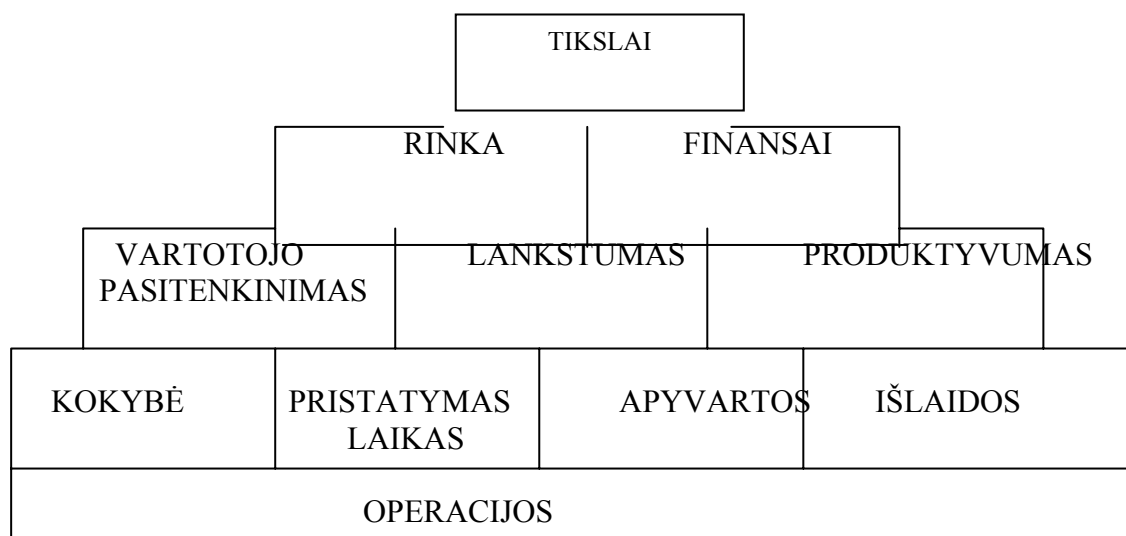 TIKSLAI
RINKA FINANSAI
VARTOTOJO LANKSTUMAS PRODUKTYVUMAS
PASITENKINIMAS
KOKYBĖ PRISTATYMAS APYVARTOS IŠLAIDOS
LAIKAS
OPERACIJOS